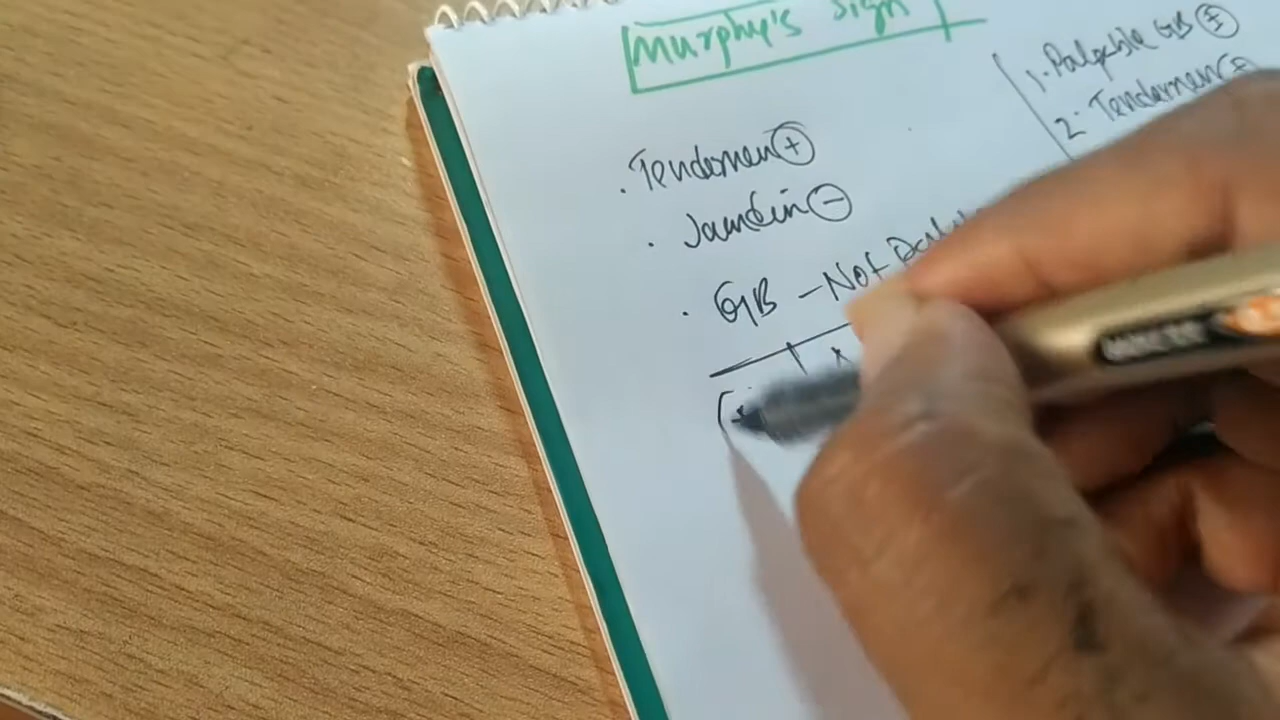 Murphy's Sign
1. Palpable GB (±)
2. Tenderness (+)
. Tenderness (+)
. Jaundice (-)
. GB - Not